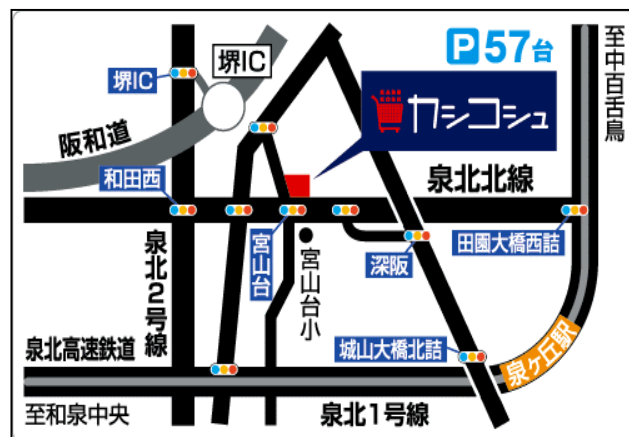 P57台
至中百舌鳥
堺IC
堺IC
カシコシュ
阪和道
和田西
泉北北線
宮山台
宮山台小
深阪
田園大橋西詰
泉北2号線
城山大橋北詰
泉北高速鉄道
泉ヶ丘駅
至和泉中央
泉北1号線